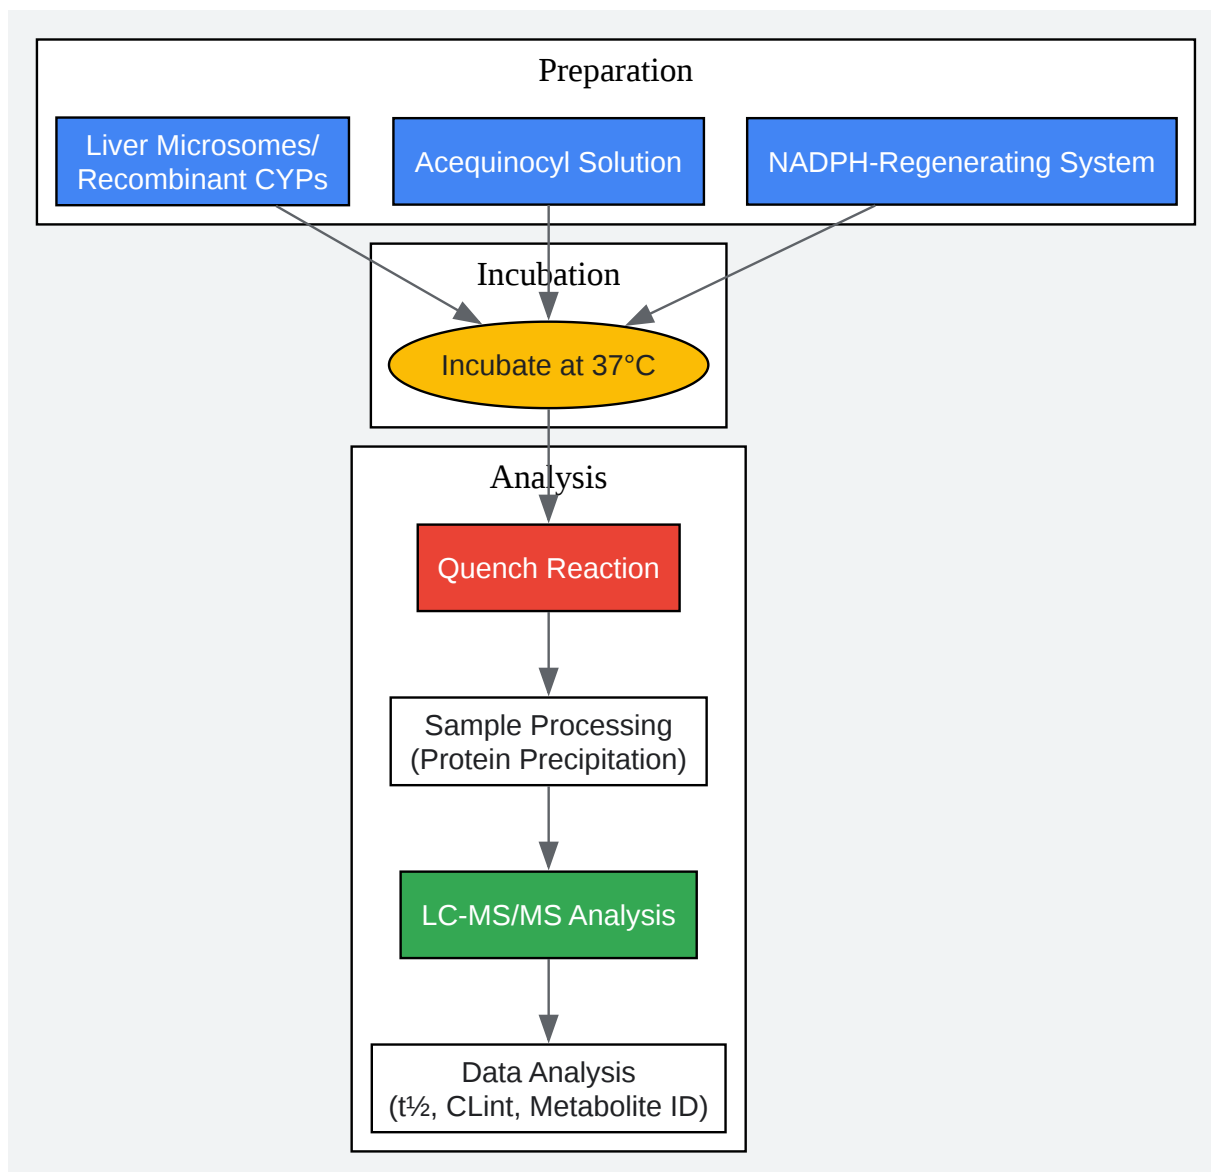 Preparation
Liver Microsomes/
Recombinant CYPs
Acequinocyl Solution
NADPH-Regenerating System
Incubation
Incubate at 37°C
Analysis
Quench Reaction
Sample Processing
(Protein Precipitation)
LC-MS/MS Analysis
Data Analysis
(t½, CLint, Metabolite ID)